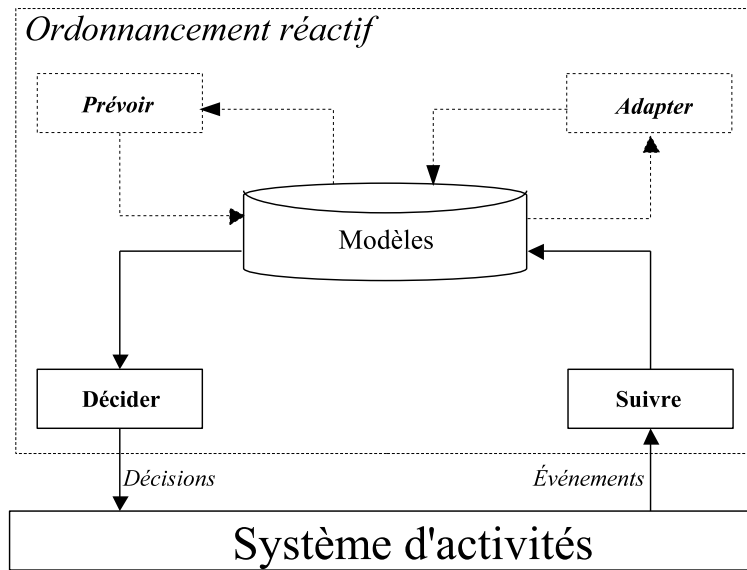 Ordonnancement réactif
Prévoir
Adapter
Modèles
Décider
Suivre
Décisions
Événements
Système d'activités